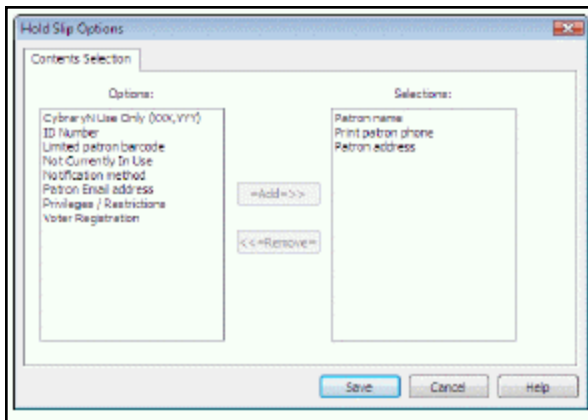 Hold Slip Options
Contents Selection
Options:
Selections:
CybraryN Use Only (XXX,YYY)
ID Number
Limited patron barcode
Not Currently In Use
Notification method
Patron Email address
Privileges / Restrictions
Voter Registration
Patron name
Print patron phone
Patron address
=Add=>>
<<=Remove=
Save
Cancel
Help